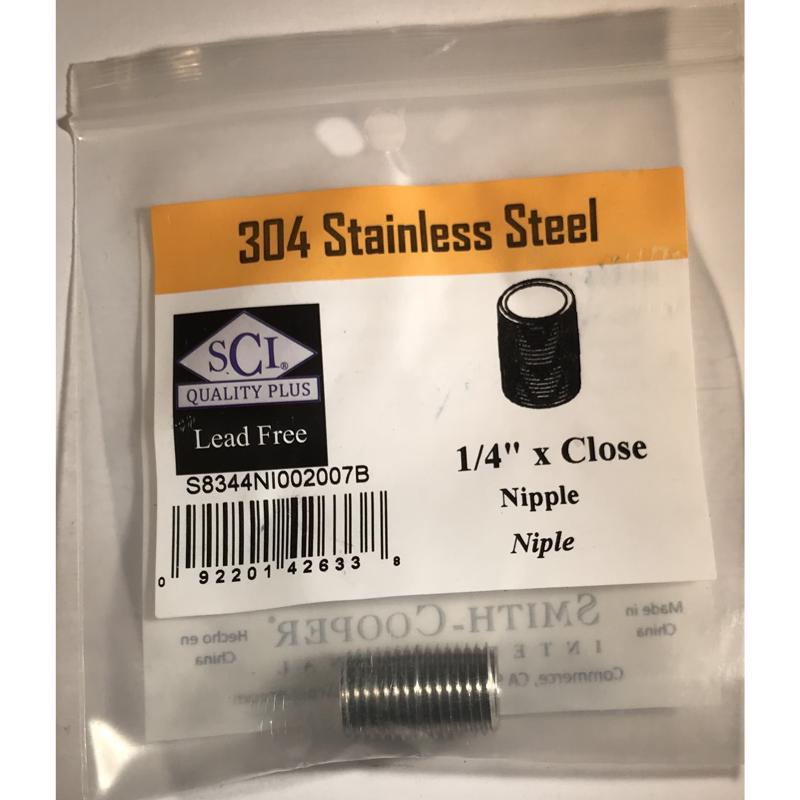 304 Stainless Steel
SCI®
QUALITY PLUS
Lead Free
S8344NI002007B
0 92201 42633 8
1/4" x Close
Nipple
Niple
Made in
China
SMITH-COOPER®
Hecho en
China
Commerce, CA